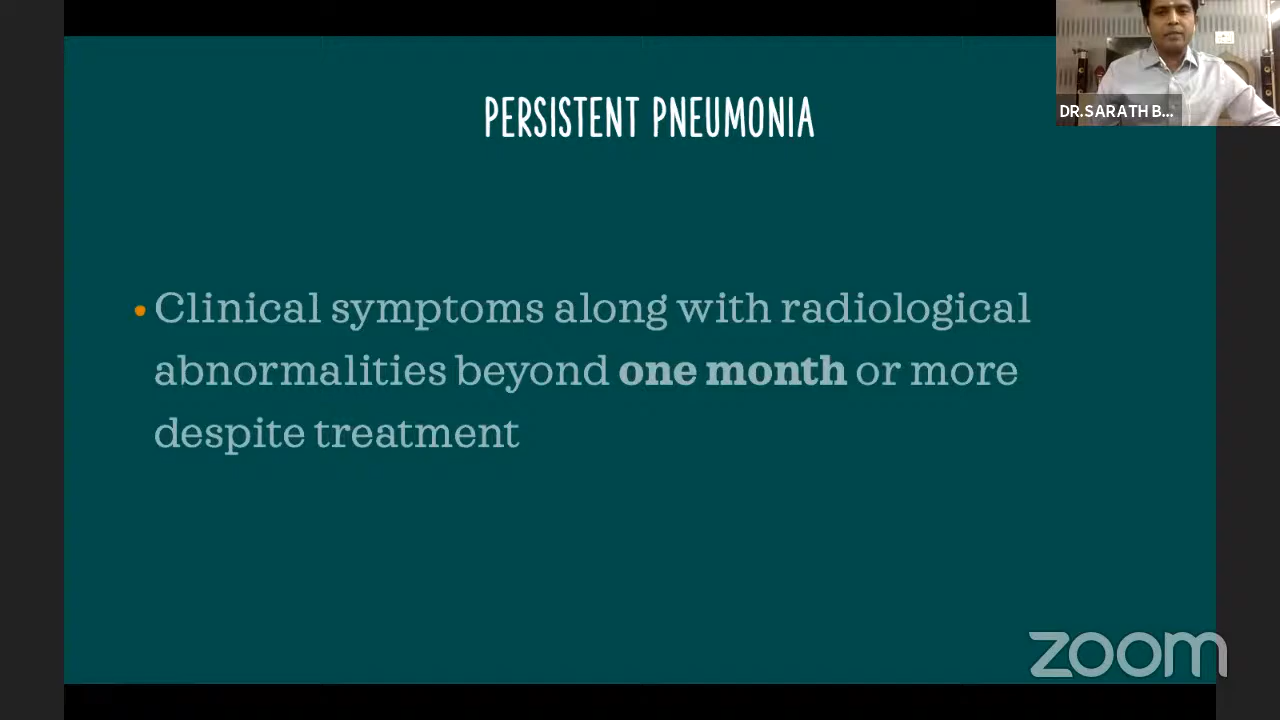 PERSISTENT PNEUMONIA
DR.SARATH B...
• Clinical symptoms along with radiological
abnormalities beyond one month or more
despite treatment
zoom